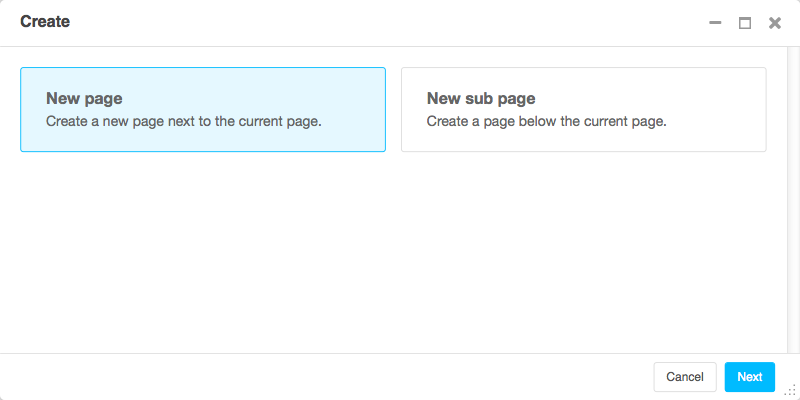 Create
New page
Create a new page next to the current page.
New sub page
Create a page below the current page.
Cancel
Next